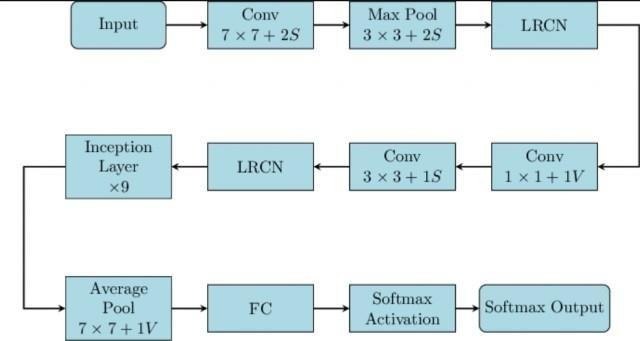 Input
Conv
7 × 7 + 2S
Max Pool
3 × 3 + 2S
LRCN
Conv
1 × 1 + 1V
Conv
3 × 3 + 1S
LRCN
Inception
Layer
×9
Average
Pool
7 × 7 + 1V
FC
Softmax
Activation
Softmax Output